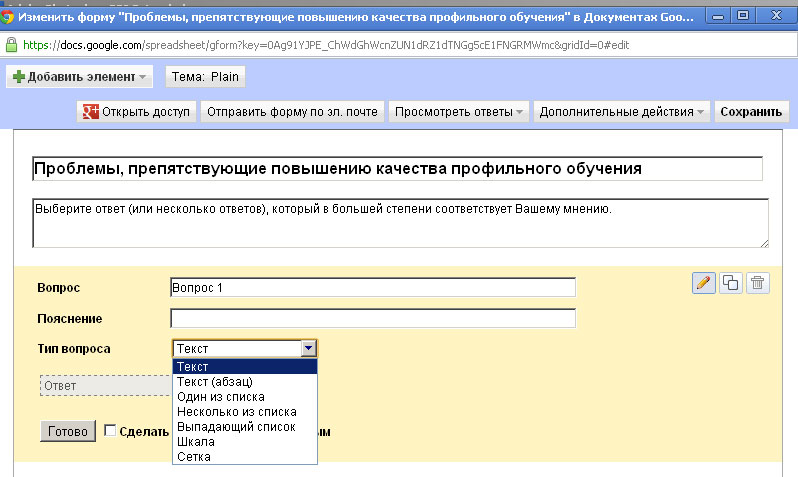 Изменить форму "Проблемы, препятствующие повышению качества профильного обучения" в Документах Goo...
https://docs.google.com/spreadsheet/gform?key=0Ag91YJPE_ChWdGhWcnZUN1dRZ1dTNGg5cE1FNGRMWmc&gridId=0#edit
Добавить элемент Тема: Plain
Открыть доступ Отправить форму по эл. почте Просмотреть ответы Дополнительные действия Сохранить
Проблемы, препятствующие повышению качества профильного обучения
Выберите ответ (или несколько ответов), который в большей степени соответствует Вашему мнению.
Вопрос Вопрос 1
Пояснение
Тип вопроса Текст
Текст
Ответ Текст (абзац)
Один из списка
Несколько из списка
Готово Сделать Выпадающий список ым
Шкала
Сетка